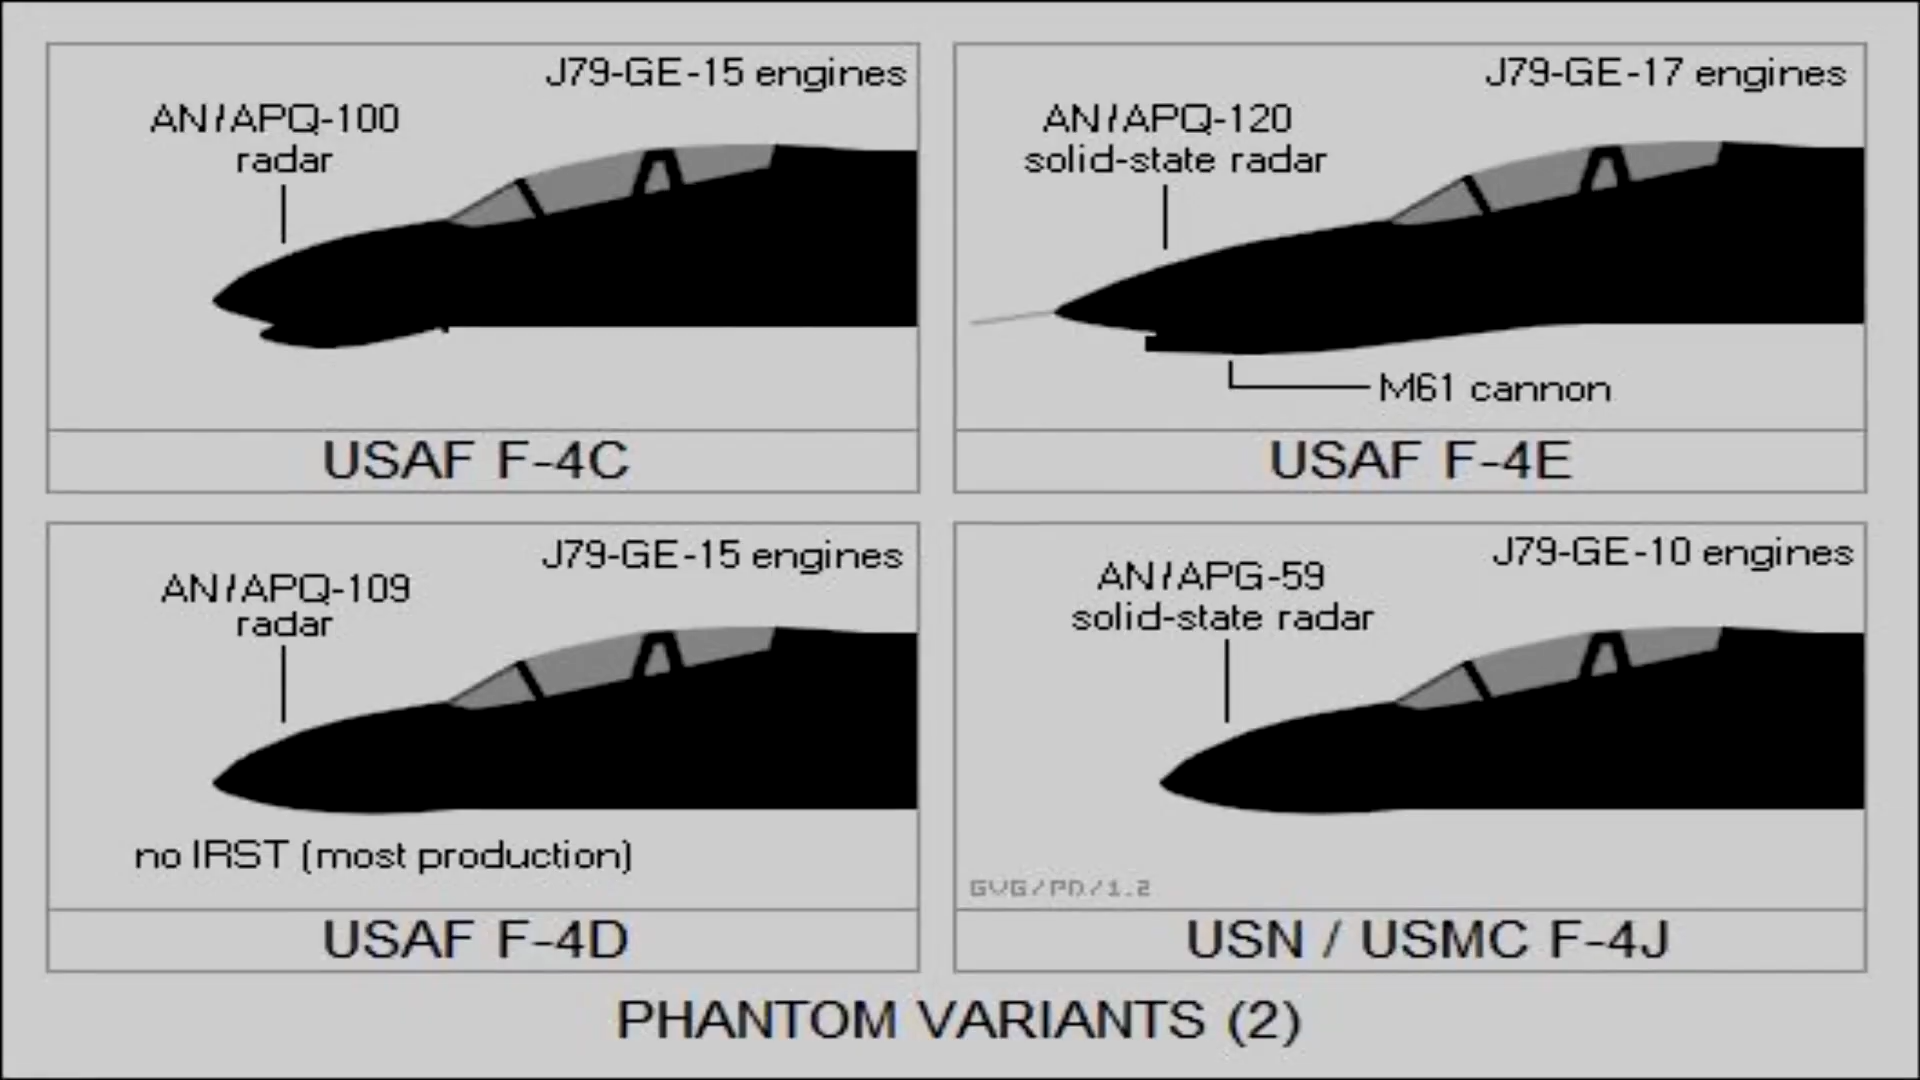 J79-GE-15 engines
AN/APQ-100
radar
USAF F-4C
J79-GE-17 engines
AN/APQ-120
solid-state radar
M61 cannon
USAF F-4E
J79-GE-15 engines
AN/APQ-109
radar
no IRST (most production)
USAF F-4D
J79-GE-10 engines
AN/APG-59
solid-state radar
GVG/PD/1.2
USN / USMC F-4J
PHANTOM VARIANTS (2)